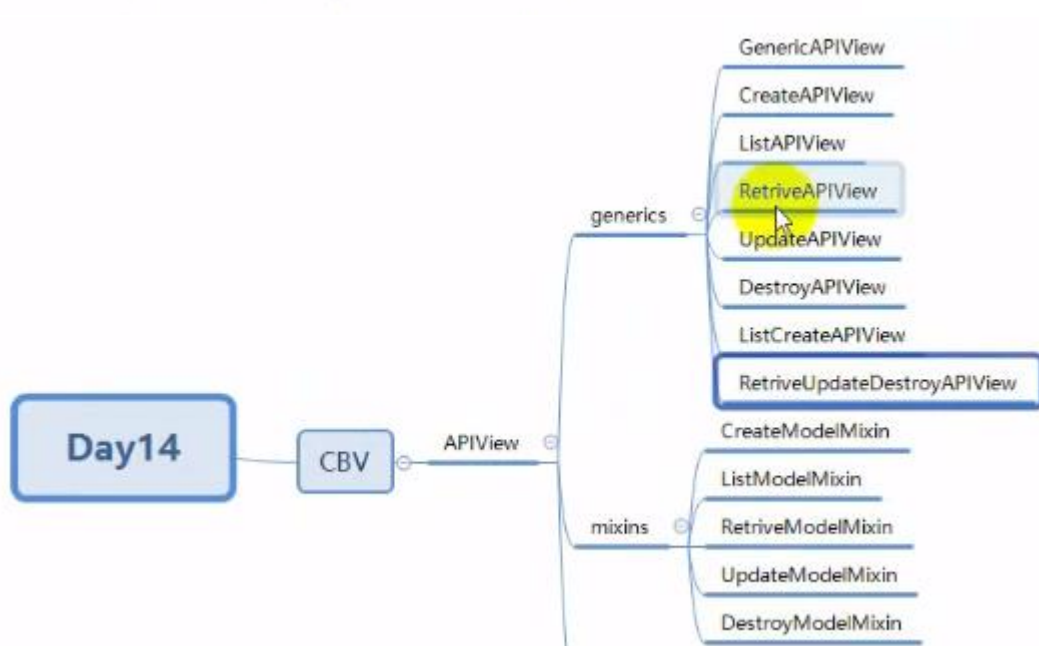 Day14
CBV
APIView
generics
GenericAPIView
CreateAPIView
ListAPIView
RetriveAPIView
UpdateAPIView
DestroyAPIView
ListCreateAPIView
RetriveUpdateDestroyAPIView
mixins
CreateModelMixin
ListModelMixin
RetriveModelMixin
UpdateModelMixin
DestroyModelMixin